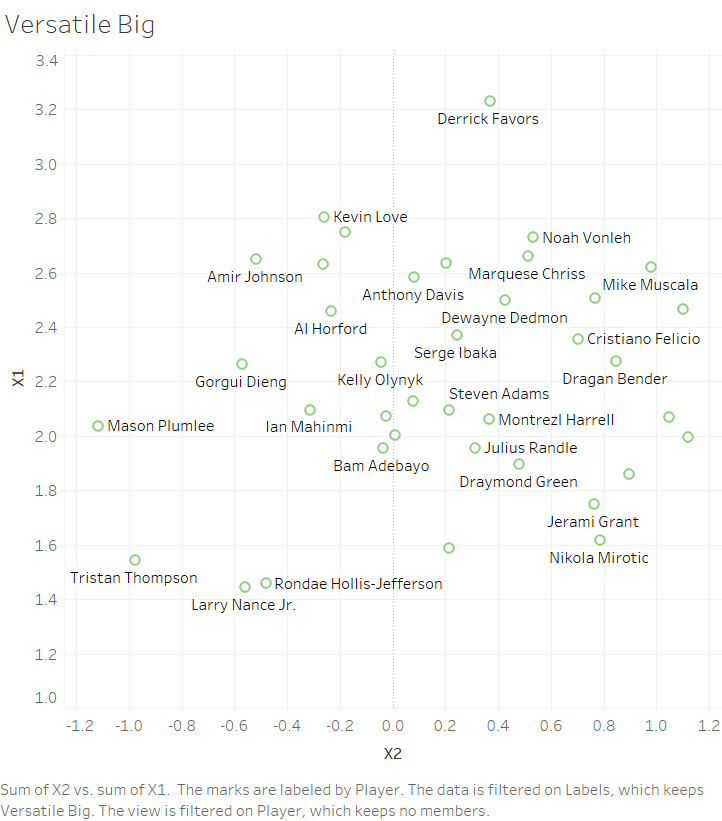 Versatile Big
3.4
3.2
Derrick Favors
3.0
2.8
Kevin Love
Noah Vonleh
2.6
Amir Johnson
Marquese Chriss
Mike Muscala
Anthony Davis
2.4
Al Horford
Dewayne Dedmon
Cristiano Felicio
Serge Ibaka
X1
2.2
Gorgui Dieng
Kelly Olynyk
Dragan Bender
Steven Adams
2.0
Mason Plumlee
Ian Mahinmi
Montrezl Harrell
Julius Randle
Bam Adebayo
Draymond Green
1.8
Jerami Grant
1.6
Nikola Mirotic
Tristan Thompson
Rondae Hollis-Jefferson
1.4
Larry Nance Jr.
1.2
1.0
-1.2 -1.0 -0.8 -0.6 -0.4 -0.2 0.0 0.2 0.4 0.6 0.8 1.0 1.2
X2
Sum of X2 vs. sum of X1. The marks are labeled by Player. The data is filtered on Labels, which keeps
Versatile Big. The view is filtered on Player, which keeps no members.